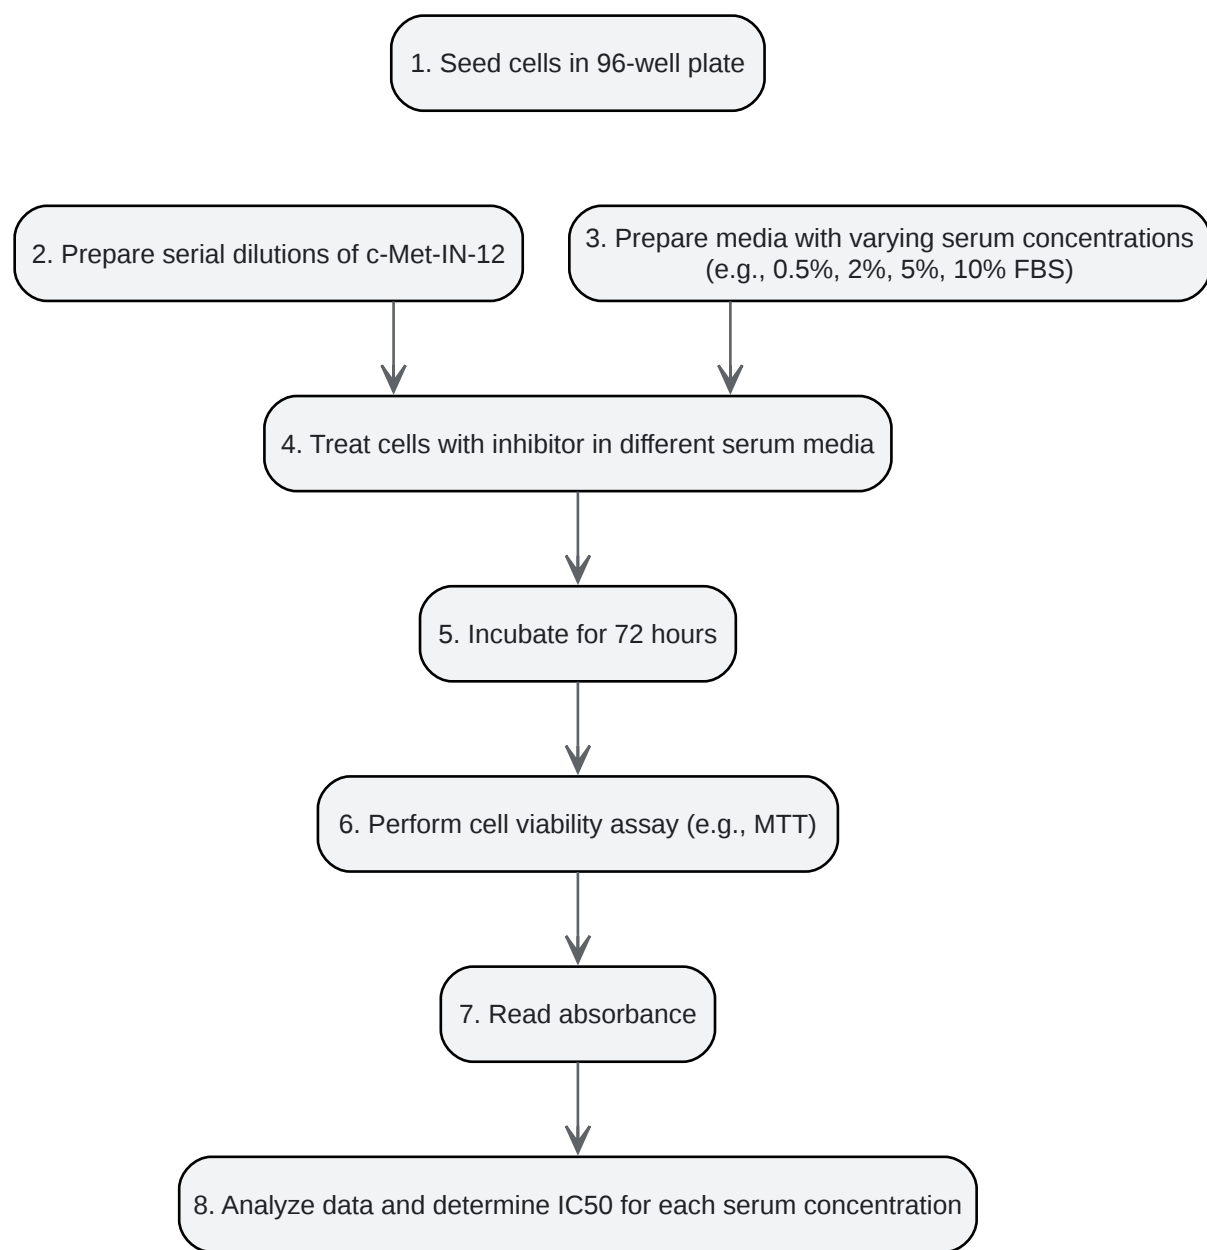 1. Seed cells in 96-well plate
2. Prepare serial dilutions of c-Met-IN-12
3. Prepare media with varying serum concentrations
(e.g., 0.5%, 2%, 5%, 10% FBS)
4. Treat cells with inhibitor in different serum media
5. Incubate for 72 hours
6. Perform cell viability assay (e.g., MTT)
7. Read absorbance
8. Analyze data and determine IC50 for each serum concentration